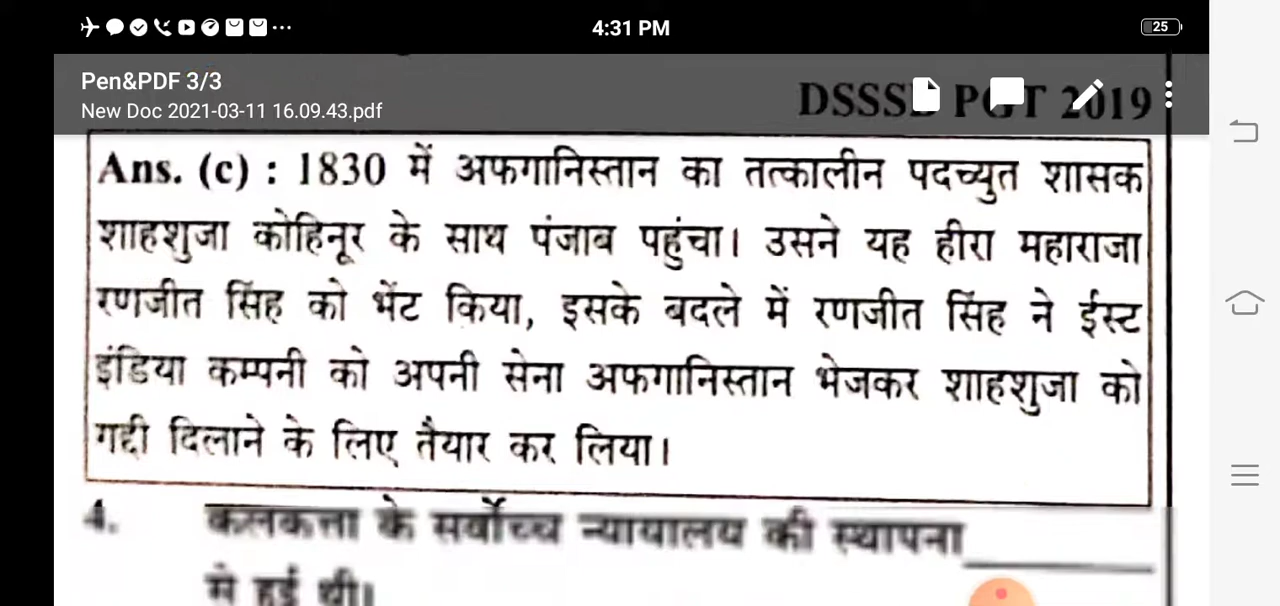 4:31 PM
25
Pen&PDF 3/3
New Doc 2021-03-11 16.09.43.pdf
DSSSB PGT 2019
Ans. (c) : 1830 में अफगानिस्तान का तत्कालीन पदच्युत शासक
शाहशुजा कोहिनूर के साथ पंजाब पहुंचा। उसने यह हीरा महाराजा
रणजीत सिंह को भेंट किया, इसके बदले में रणजीत सिंह ने ईस्ट
इंडिया कम्पनी को अपनी सेना अफगानिस्तान भेजकर शाहशुजा को
गद्दी दिलाने के लिए तैयार कर लिया।
4. कलकत्ता के सर्वोच्च न्यायालय की स्थापना
से हुई थी।